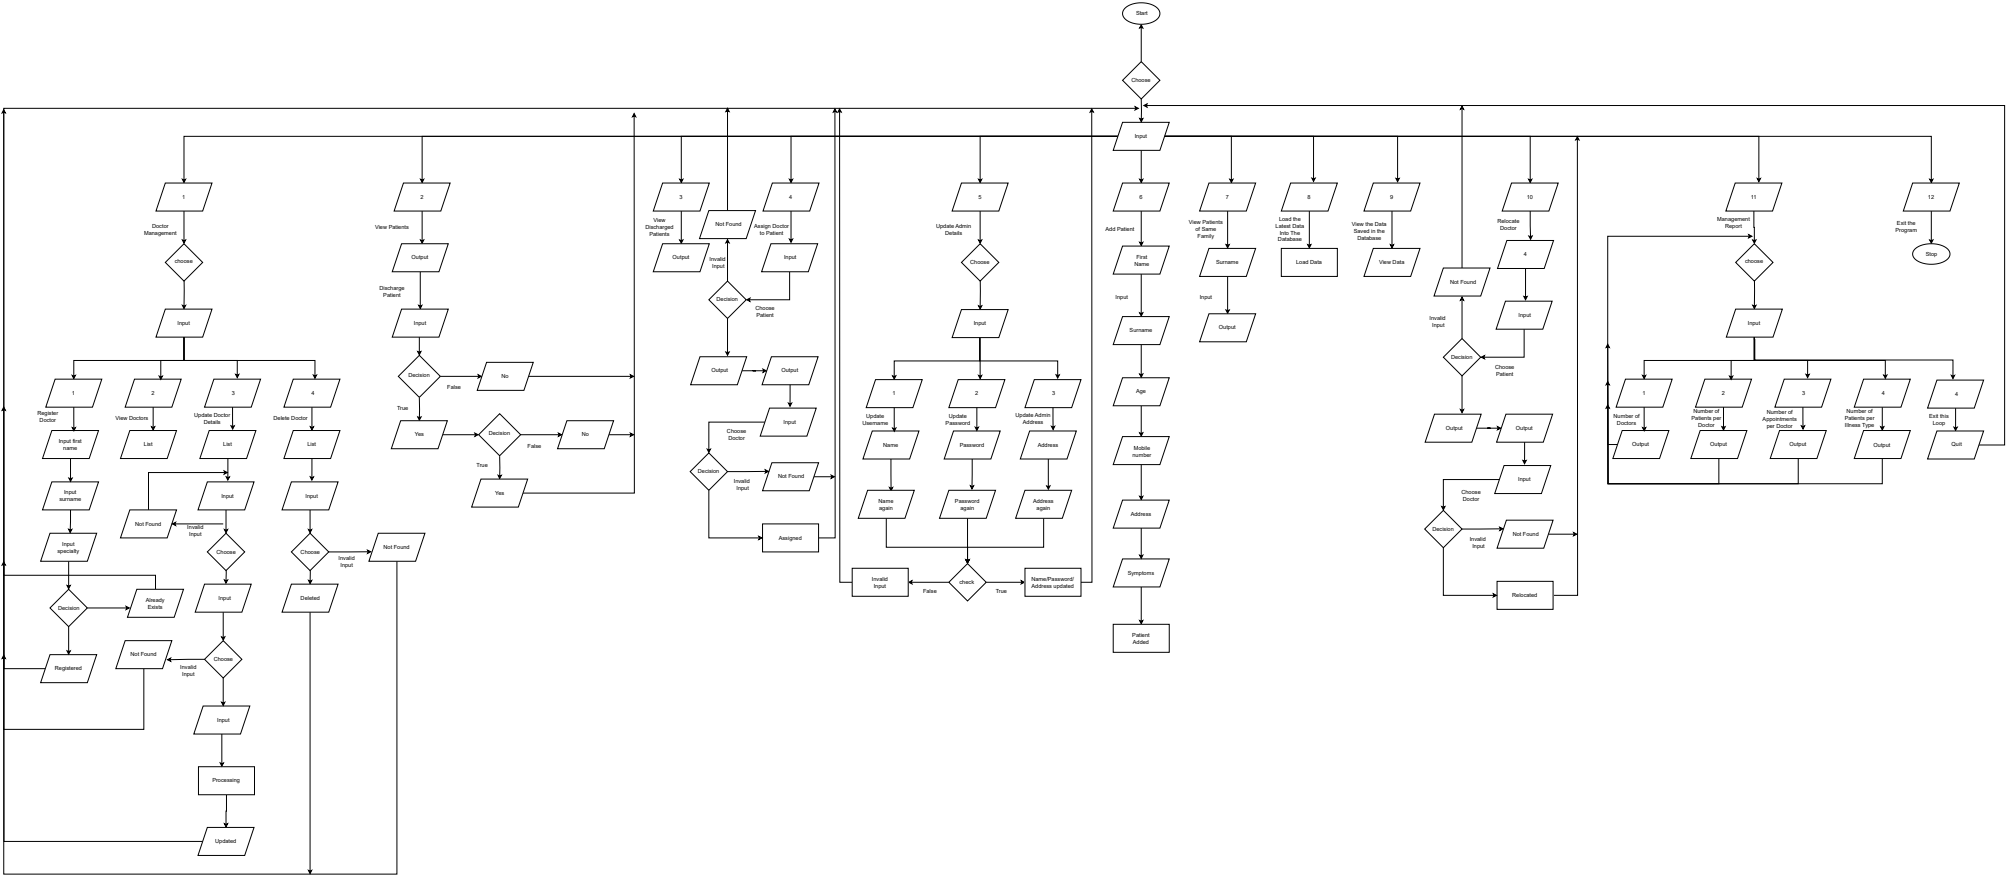 Start
Choose
Input
1
2
3
4
5
6
7
8
9
10
11
12
Doctor
Management
choose
Input
1
2
3
4
Register
Doctor
View Doctors
Update Doctor
Details
Delete Doctor
Input first
name
List
List
List
Input
surname
Input
Input
Not Found
Invalid
Input
Input
specialty
Choose
Choose
Invalid
Input
Not Found
Decision
Already
Exists
Input
Deleted
Registered
Not Found
Invalid
Input
Choose
Input
Processing
Updated
View Patients
Output
Discharge
Patient
Input
Decision
False
No
True
Yes
Decision
False
No
True
Yes
View
Discharged
Patients
Output
Not Found
Assign Doctor
to Patient
Invalid
Input
Input
Decision
Choose
Patient
Output
Output
Input
Choose
Doctor
Decision
Invalid
Input
Not Found
Assigned
Update Admin
Details
Choose
Input
1
2
3
Update
Username
Update
Password
Update Admin
Address
Name
Password
Address
Name
again
Password
again
Address
again
Invalid
Input
False
check
True
Name/Password/
Address updated
Add Patient
First
Name
Input
Surname
Age
Mobile
number
Address
Symptoms
Patient
Added
View Patients
of Same
Family
Surname
Input
Output
Load the
Latest Data
Into The
Database
Load Data
View the Data
Saved in the
Database
View Data
Relocate
Doctor
4
Not Found
Input
Invalid
Input
Decision
Choose
Patient
Output
Output
Input
Choose
Doctor
Decision
Invalid
Input
Not Found
Relocated
Management
Report
choose
Input
1
2
3
4
4
Number of
Doctors
Number of
Patients per
Doctor
Number of
Appointments
per Doctor
Number of
Patients per
Illness Type
Exit this
Loop
Output
Output
Output
Output
Quit
Exit the
Program
Stop